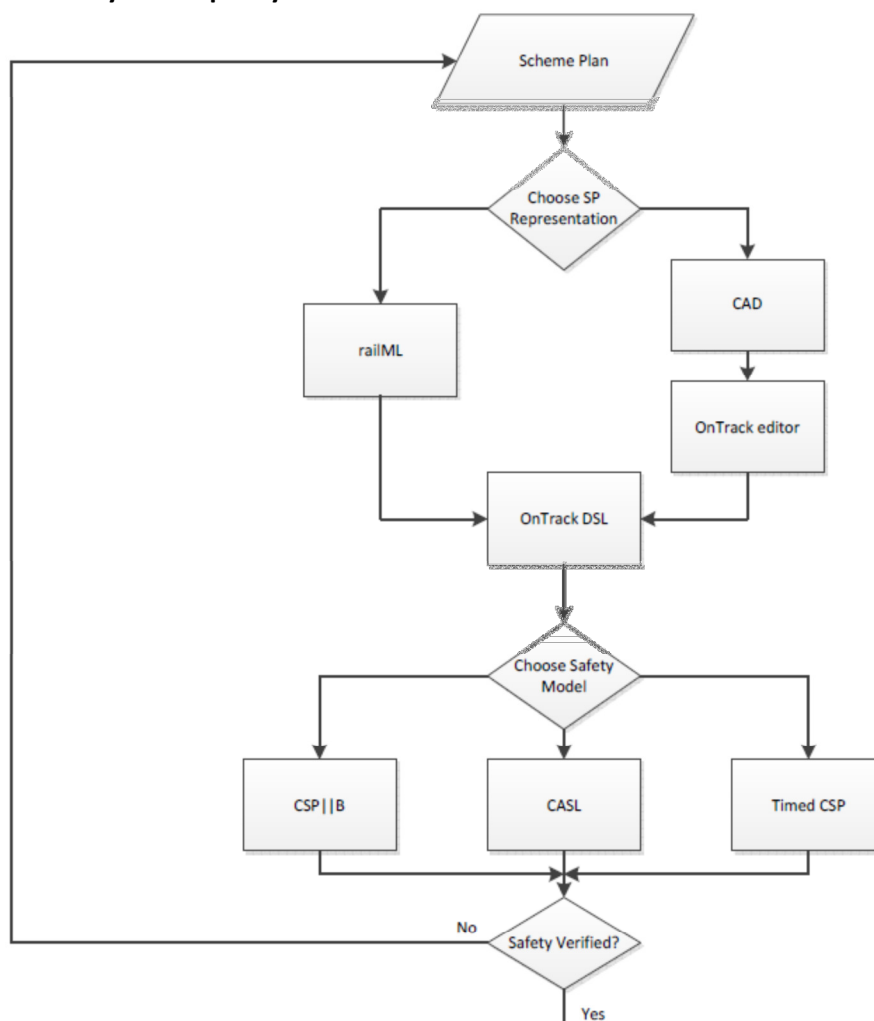 Scheme Plan
Choose SP
Representation
CAD
railML
OnTrack editor
OnTrack DSL
Choose Safety
Model
CSP||B
CASL
Timed CSP
No
Safety Verified?
Yes